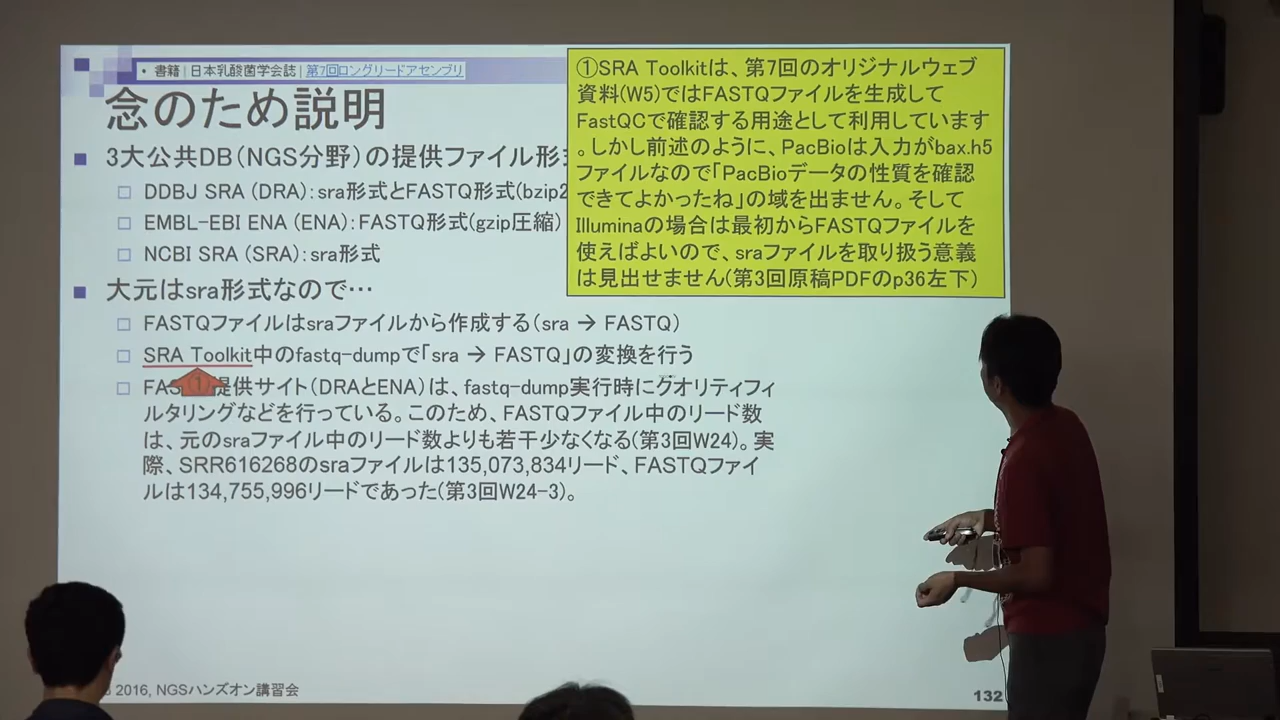 • 書籍 | 日本乳酸菌学会誌 | 第7回ロングリードアセンブリ
念のため説明
3大公共DB(NGS分野)の提供ファイル形
DDBJ SRA (DRA):sra形式とFASTQ形式(bzip2
EMBL-EBI ENA (ENA):FASTQ形式(gzip圧縮)
NCBI SRA (SRA):sra形式
大元はsra形式なので…
FASTQファイルはsraファイルから作成する(sra → FASTQ)
SRA Toolkit中のfastq-dumpで「sra → FASTQ」の変換を行う
①
提供サイト(DRAとENA)は、fastq-dump実行時にクオリティフィ
ルタリングなどを行っている。このため、FASTQファイル中のリード数
は、元のsraファイル中のリード数よりも若干少なくなる(第3回W24)。実
際、SRR616268のsraファイルは135,073,834リード、FASTQファイ
ルは134,755,996リードであった(第3回W24-3)。
①SRA Toolkitは、第7回のオリジナルウェブ
資料(W5)ではFASTQファイルを生成して
FastQCで確認する用途として利用しています
。しかし前述のように、PacBioは入力がbax.h5
ファイルなので「PacBioデータの性質を確認
できてよかったね」の域を出ません。そして
Illuminaの場合は最初からFASTQファイルを
使えばよいので、sraファイルを取り扱う意義
は見出せません(第3回原稿PDFのp36左下)
2016, NGSハンズオン講習会
132